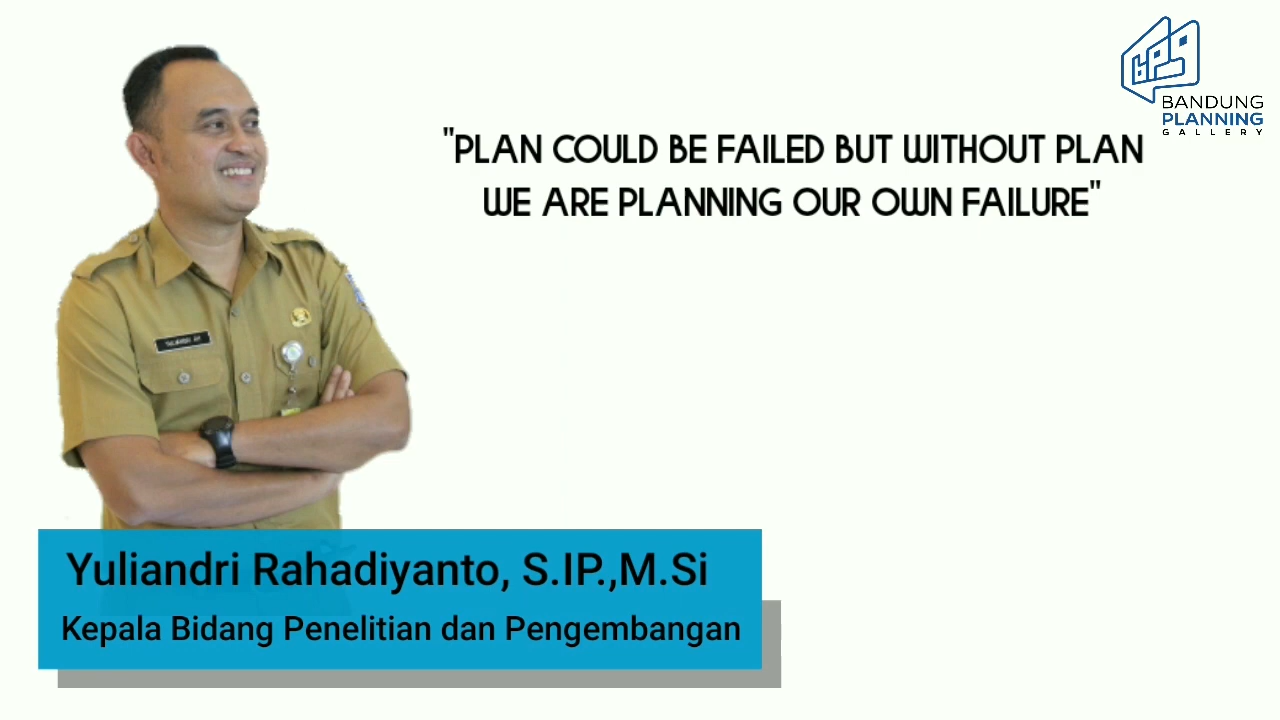 BANDUNG
PLANNING
GALLERY
"PLAN COULD BE FAILED BUT WITHOUT PLAN
WE ARE PLANNING OUR OWN FAILURE"
Yuliandri Rahadiyanto, S.IP.,M.Si
Kepala Bidang Penelitian dan Pengembangan